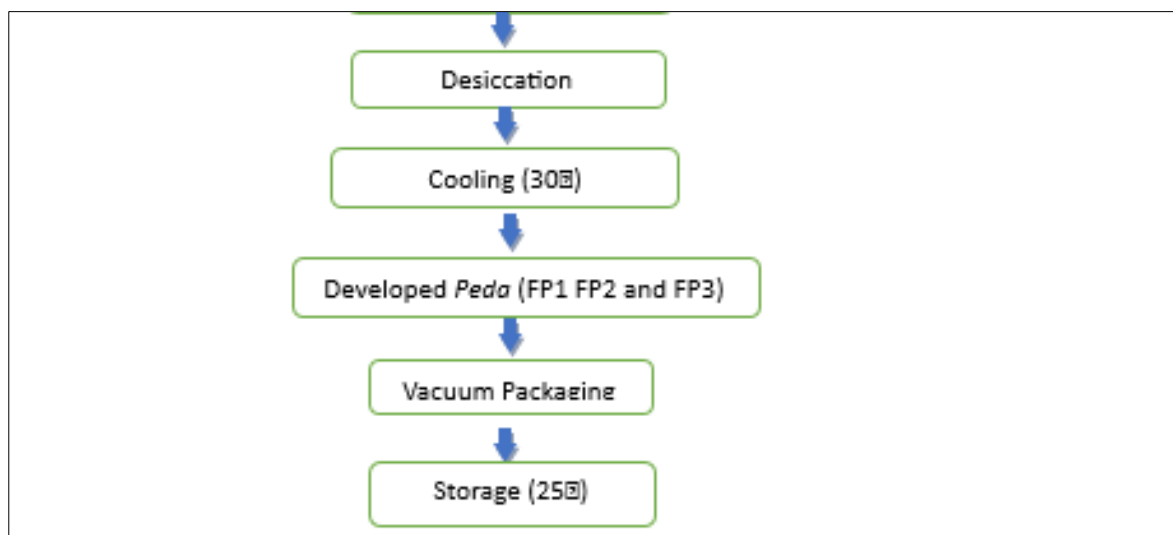 Desiccation
Cooling (30⍰)
Developed Peda (FP1 FP2 and FP3)
Vacuum Packaging
Storage (25⍰)